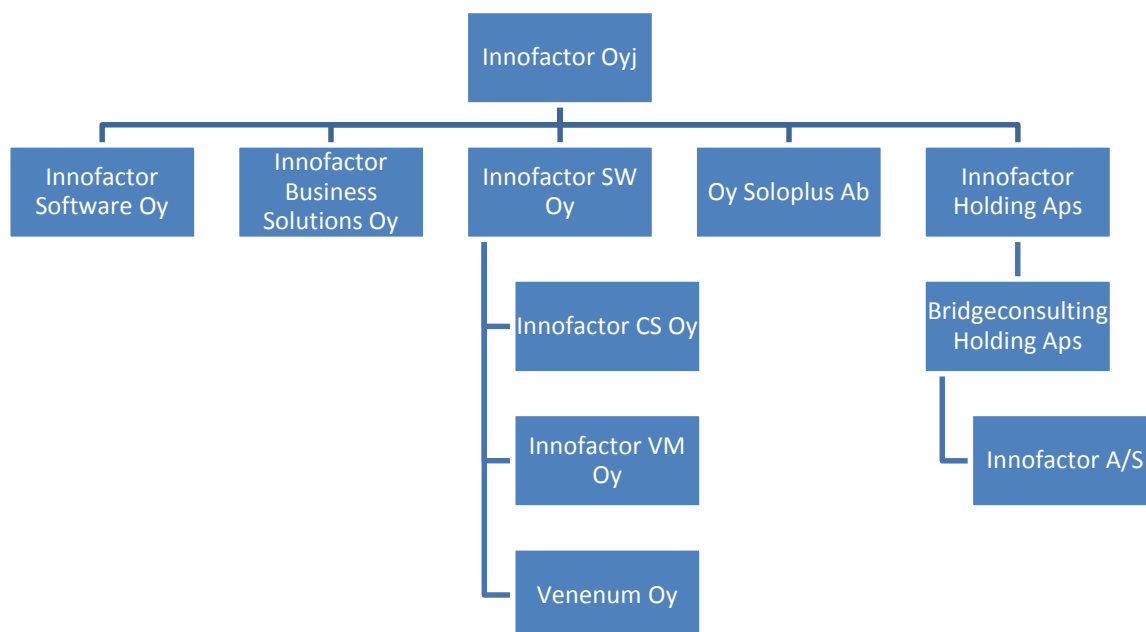 Innofactor Oyj
Innofactor
Software Oy
Innofactor
Business
Solutions Oy
Innofactor SW
Oy
Oy Soloplus Ab
Innofactor
Holding Aps
Innofactor CS Oy
Bridgeconsulting
Holding Aps
Innofactor VM
Oy
Innofactor A/S
Venenum Oy